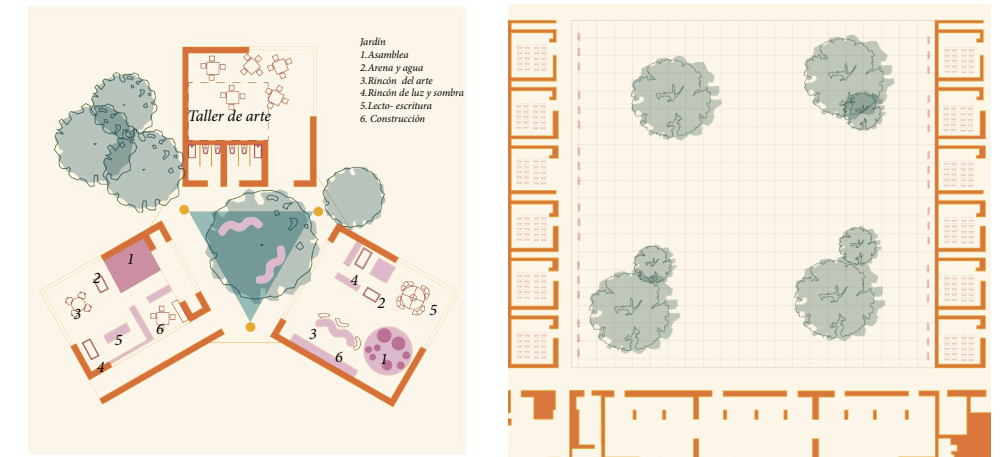 Jardín
1.Asamblea
2.Arena y agua
3.Rincón del arte
4.Rincón de luz y sombra
5.Lecto- escritura
6. Construcción
Taller de arte
1
2
3
5
6
4
4
2
5
3
6
1